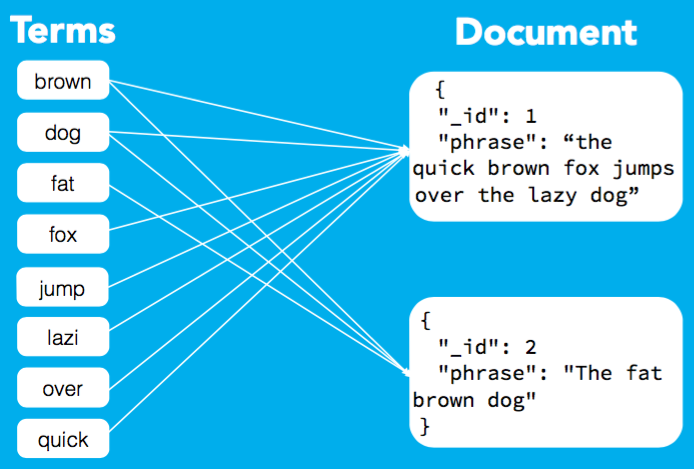 Terms
brown
dog
fat
fox
jump
lazi
over
quick
Document
{
"_id": 1
"phrase": “the
quick brown fox jumps
over the lazy dog”
{
"_id": 2
"phrase": "The fat
brown dog"
}